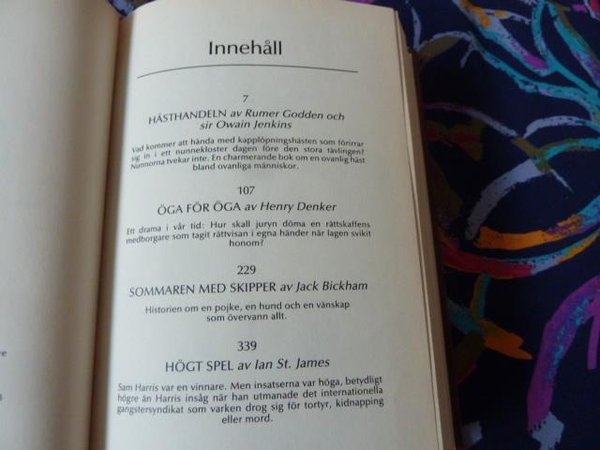 Innehåll
7
HÄSTHANDELN av Rumer Godden och
sir Owain Jenkins
Vad kommer att hända med kapplöpningshästen som förirrar
sig in i ett nunnekloster dagen före den stora tävlingen?
Nunnorna tvekar inte. En charmerande bok om en ovanlig häst
bland ovanliga människor.
107
ÖGA FÖR ÖGA av Henry Denker
Ett drama i vår tid: Hur skall juryn döma en rättskaffens
medborgare som tagit rättvisan i egna händer när lagen svikit
honom?
229
SOMMAREN MED SKIPPER av Jack Bickham
Historien om en pojke, en hund och en vänskap
som övervann allt.
339
HÖGT SPEL av Ian St. James
Sam Harris var en vinnare. Men insatserna var höga, betydligt
högre än Harris insåg när han utmanade det internationella
gangstersyndikat som varken drog sig för tortyr, kidnapping
eller mord.